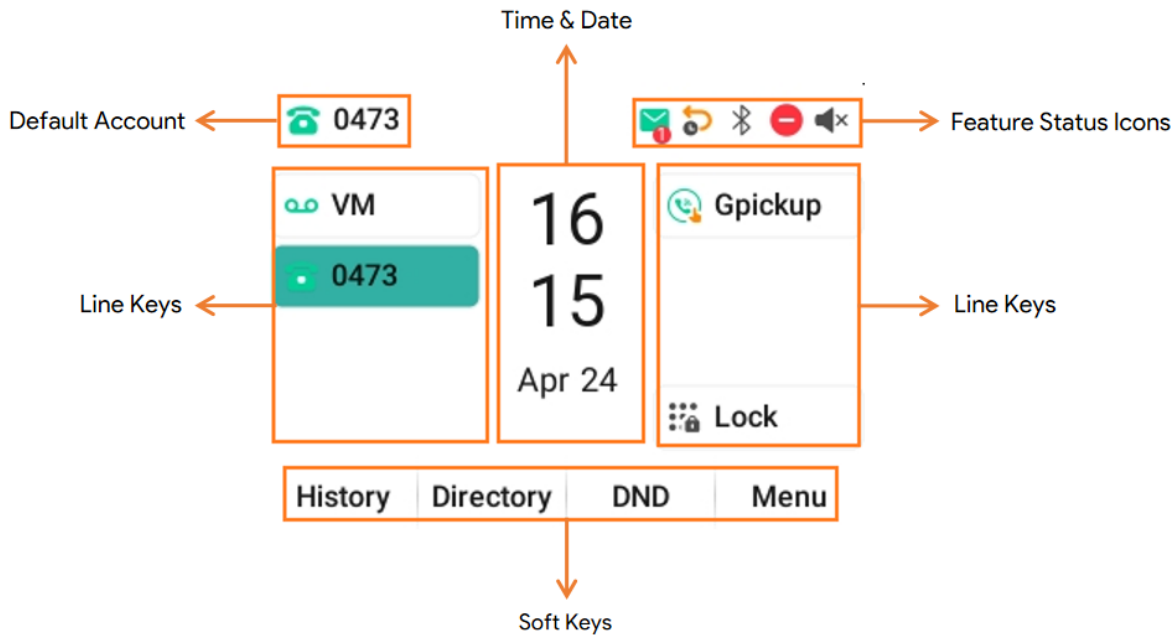 Time & Date
Default Account
0473
1
Feature Status Icons
VM
0473
Line Keys
16
15
Apr 24
Gpickup
Lock
Line Keys
History Directory DND Menu
Soft Keys